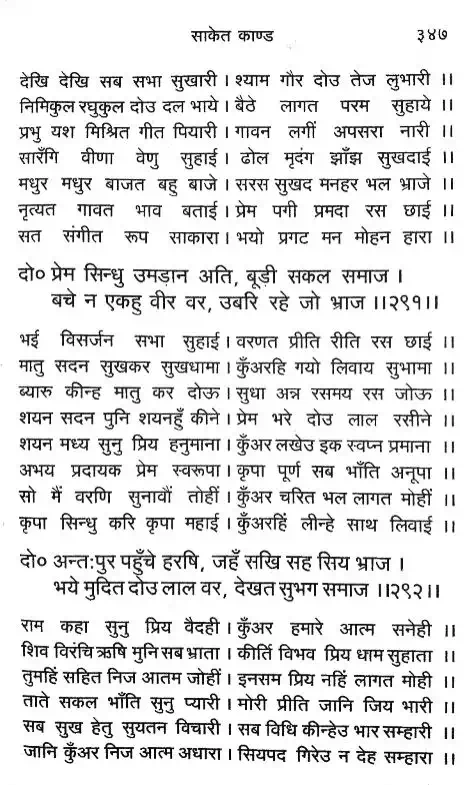 साकेत काण्ड ३४७
देखि देखि सब सभा सुखारी । श्याम गौर दोउ तेज लुभारी ।।
निमिकुल रघुकुल दोउ दल भाये । बैठे लागत परम सुहाये ।।
प्रभु यश मिश्रित गीत पियारी । गावन लगीं अपसरा नारी ।।
सारँगि वीणा वेणु सुहाई । ढोल मृदंग झाँझ सुखदाई ।।
मधुर मधुर बाजत बहु बाजे । सरस सुखद मनहर भल भ्राजे ।।
नृत्यत गावत भाव बताई । प्रेम पगी प्रमदा रस छाई ।।
सत संगीत रूप साकारा । भयो प्रगट मन मोहन हारा ।।
दो० प्रेम सिन्धु उमड़ान अति, बूड़ी सकल समाज ।
बचे न एकहु वीर वर, उबरि रहे जो भ्राज ।।२९१।।
भई विसर्जन सभा सुहाई । वरणत प्रीति रीति रस छाई ।।
मातु सदन सुखकर सुखधामा । कुँअरहि गयो लिवाय सुभामा ।।
ब्यारु कीन्ह मातु कर दोऊ । सुधा अन्न रसमय रस जोऊ ।।
शयन सदन पुनि शयनहुँ कीने । प्रेम भरे दोउ लाल रसीने ।।
शयन मध्य सुनु प्रिय हनुमाना । कुँअर लखेउ इक स्वप्न प्रमाना ।।
अभय प्रदायक प्रेम स्वरूपा । कृपा पूर्ण सब भाँति अनूपा ।।
सो मैं वरणि सुनावौं तोहीं । कुँअर चरित भल लागत मोहीं ।।
कृपा सिन्धु करि कृपा महाई । कुँअरहिं लीन्हे साथ लिवाई ।।
दो० अन्तःपुर पहुँचे हरषि, जहँ सखि सह सिय भ्राज ।
भये मुदित दोउ लाल वर, देखत सुभग समाज ।।२९२।।
राम कहा सुनु प्रिय वैदही । कुँअर हमारे आत्म सनेही ।।
शिव विरंचि ऋषि मुनि सब भ्राता । कीर्ति विभव प्रिय धाम सुहाता ।।
तुमहिं सहित निज आतम जोहीं । इनसम प्रिय नहिं लागत मोही ।।
ताते सकल भाँति सुनु प्यारी । मोरी प्रीति जानि जिय भारी ।।
सब सुख हेतु सुयतन विचारी । सब विधि कीन्हेउ भार सम्हारी ।।
जानि कुँअर निज आत्म अधारा । सियपद गिरेउ न देह सम्हारा ।।